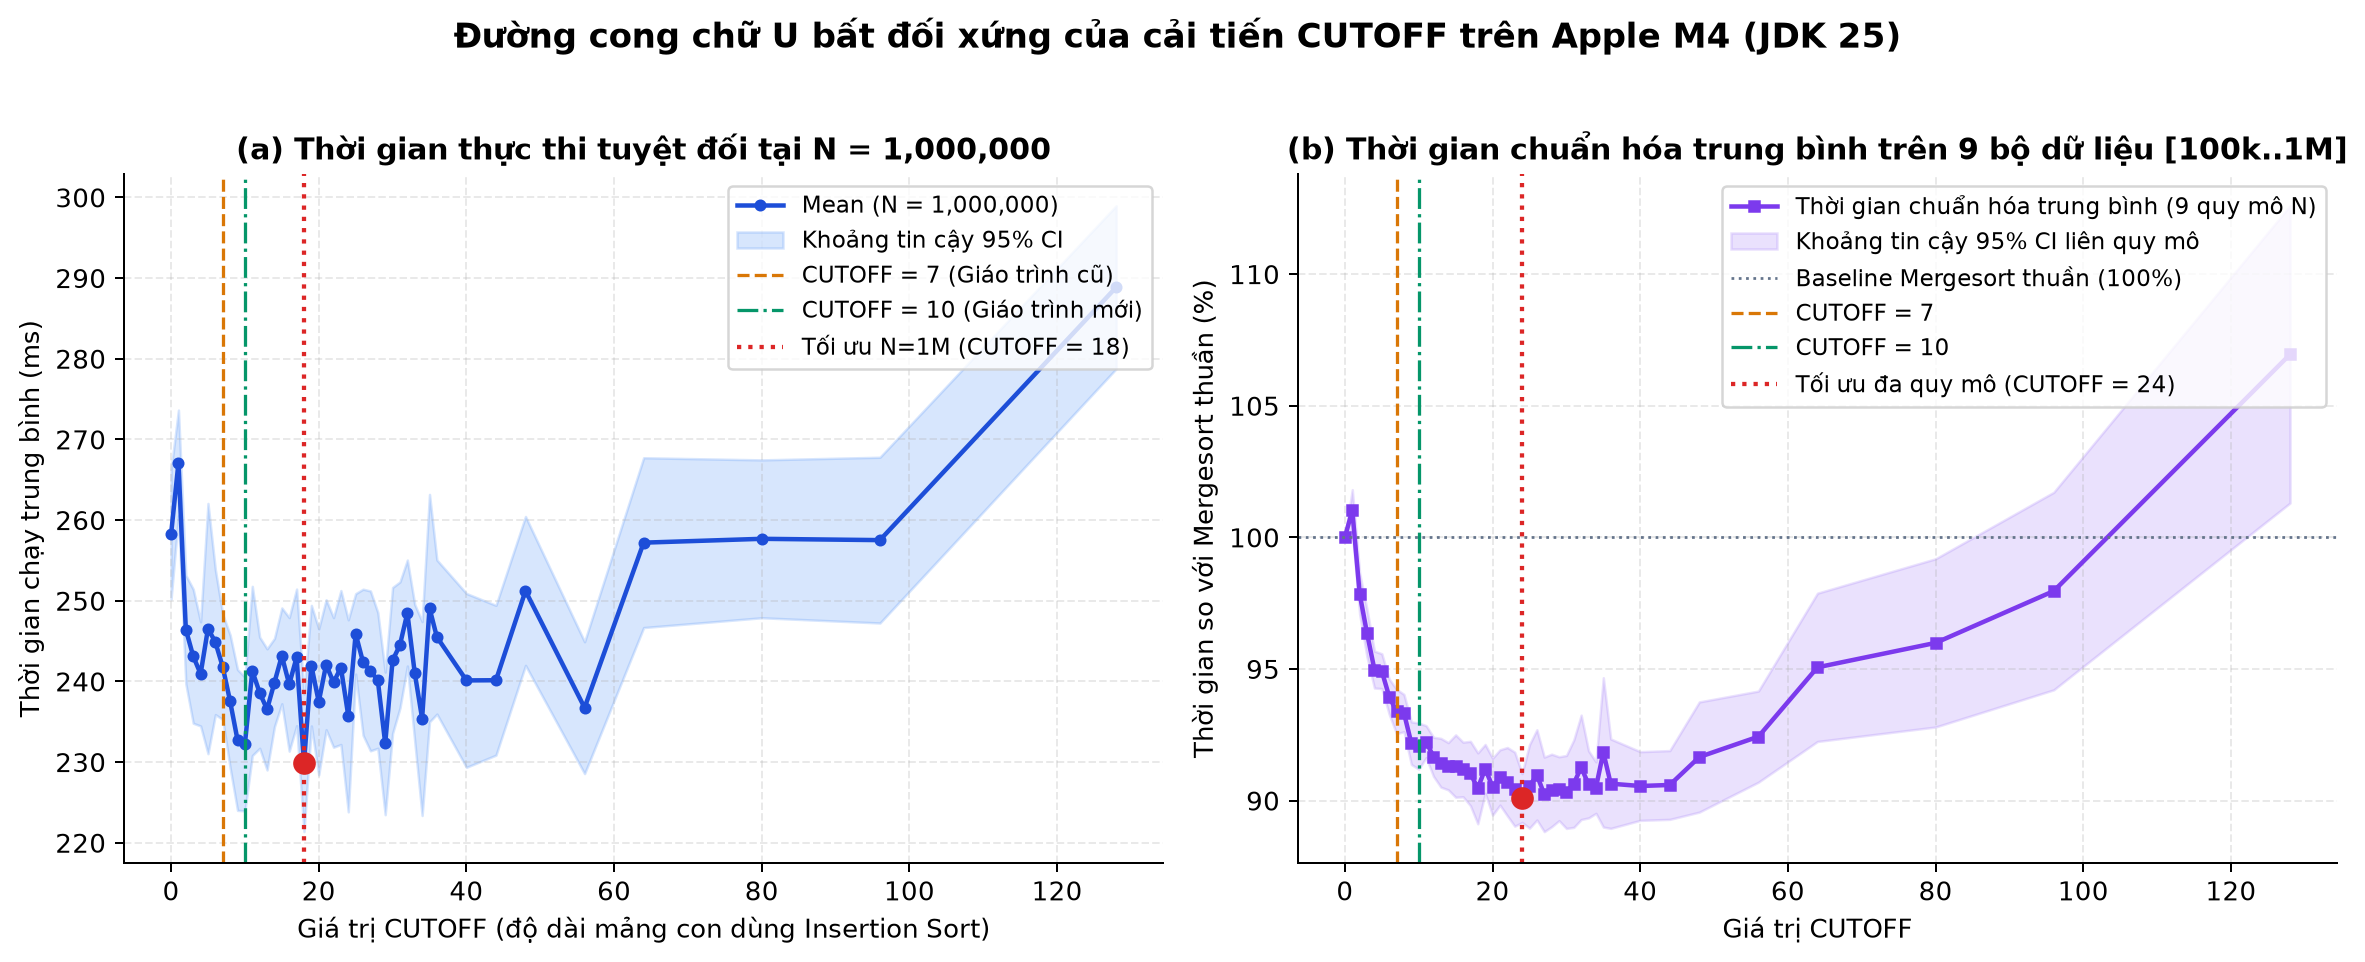 Đường cong chữ U bất đối xứng của cải tiến CUTOFF trên Apple M4 (JDK 25)
(a) Thời gian thực thi tuyệt đối tại N = 1,000,000
Thời gian chạy trung bình (ms)
300
290
280
270
260
250
240
230
220
Mean (N = 1,000,000)
Khoảng tin cậy 95% CI
CUTOFF = 7 (Giáo trình cũ)
CUTOFF = 10 (Giáo trình mới)
Tối ưu N=1M (CUTOFF = 18)
0 20 40 60 80 100 120
Giá trị CUTOFF (độ dài mảng con dùng Insertion Sort)
(b) Thời gian chuẩn hóa trung bình trên 9 bộ dữ liệu [100k..1M]
Thời gian so với Mergesort thuần (%)
110
105
100
95
90
Thời gian chuẩn hóa trung bình (9 quy mô N)
Khoảng tin cậy 95% CI liên quy mô
Baseline Mergesort thuần (100%)
CUTOFF = 7
CUTOFF = 10
Tối ưu đa quy mô (CUTOFF = 24)
0 20 40 60 80 100 120
Giá trị CUTOFF